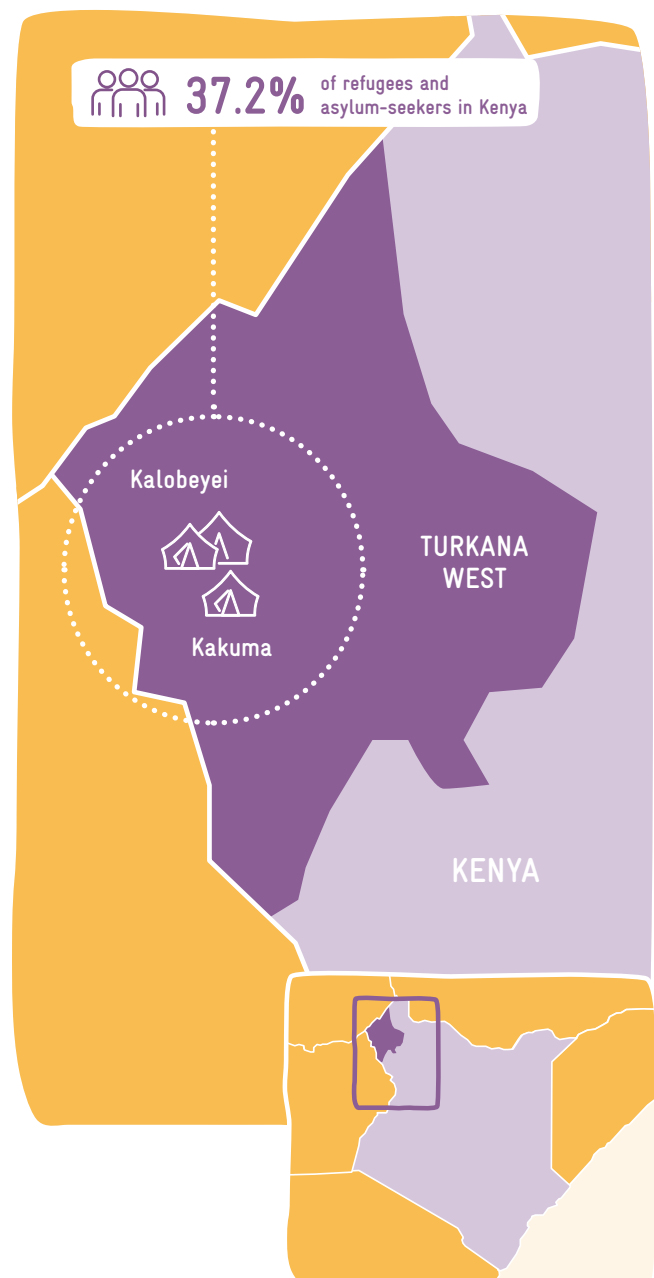 37.2%
of refugees and
asylum-seekers in Kenya
Kalobeyei
TURKANA
WEST
Kakuma
KENYA